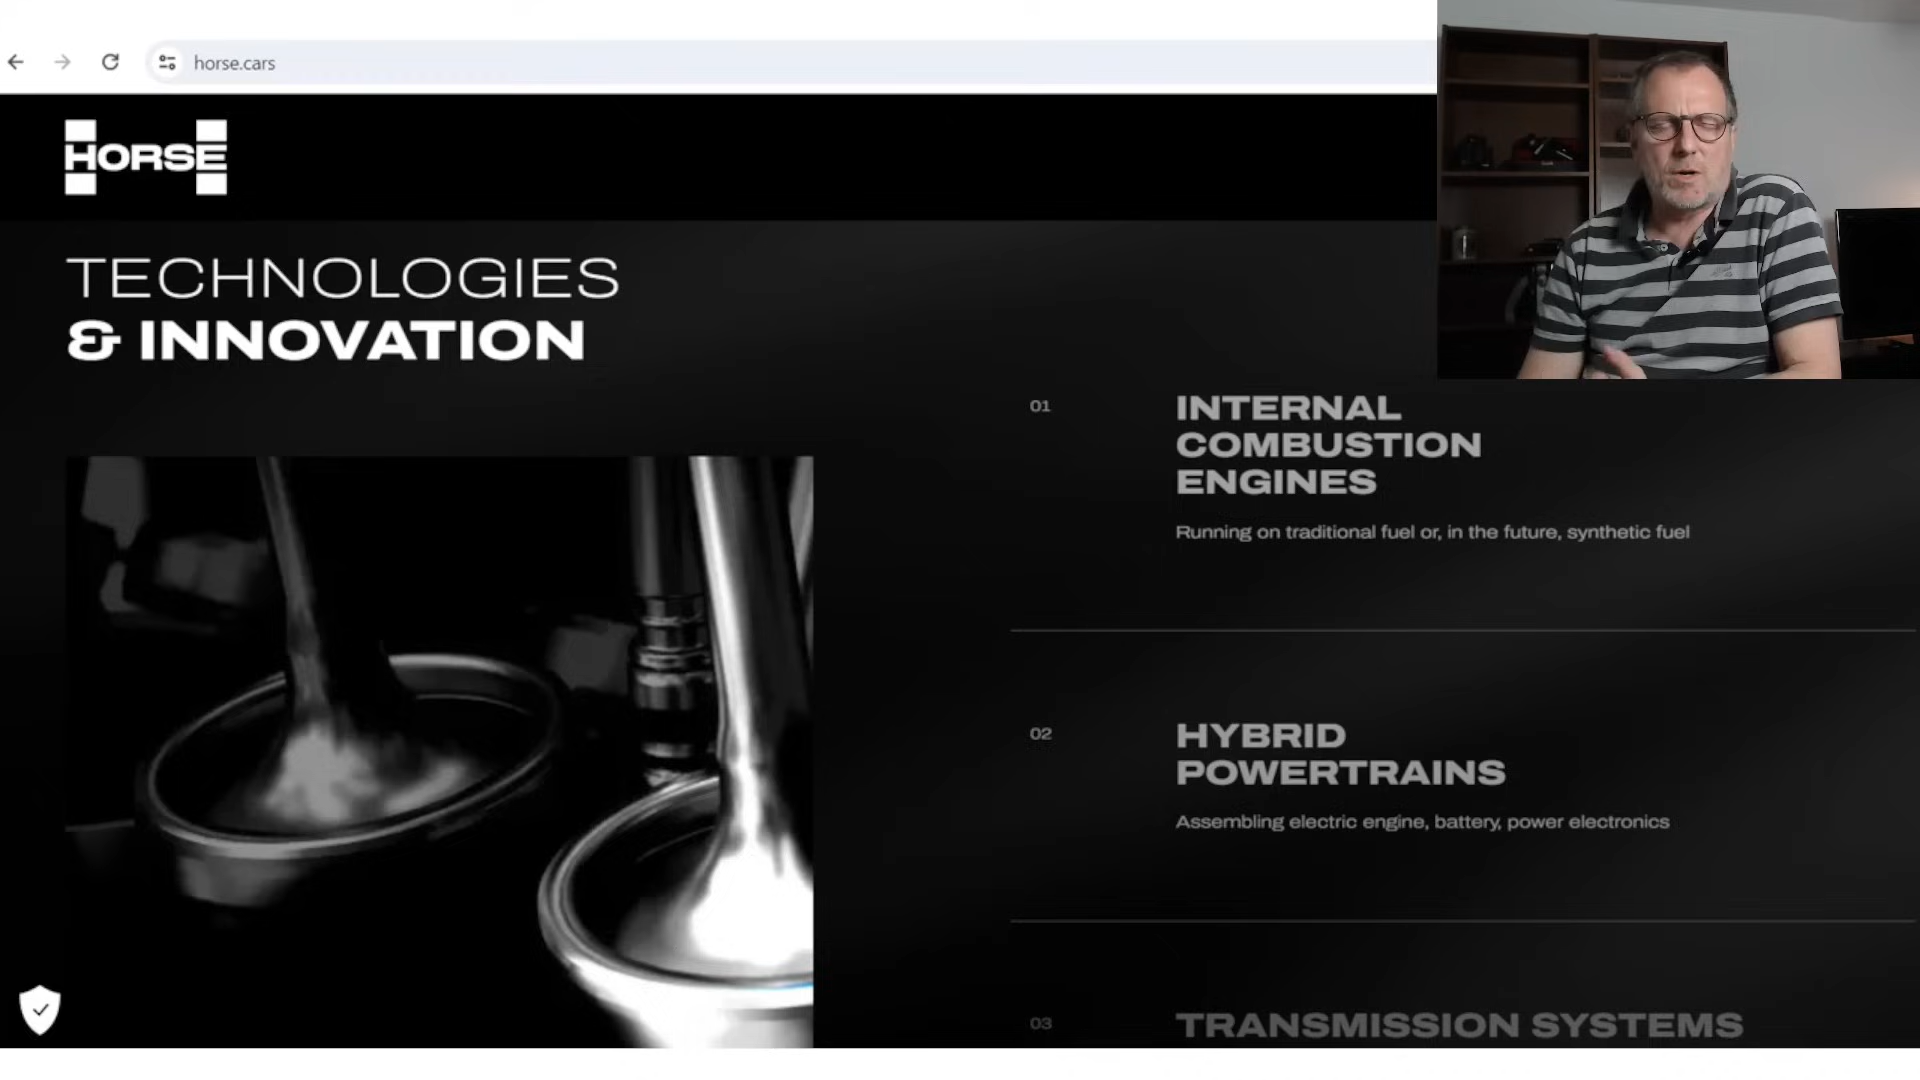 horse.cars
HORSE
TECHNOLOGIES
& INNOVATION
01
INTERNAL
COMBUSTION
ENGINES
Running on traditional fuel or, in the future, synthetic fuel
02
HYBRID
POWERTRAINS
Assembling electric engine, battery, power electronics
03
TRANSMISSION SYSTEMS